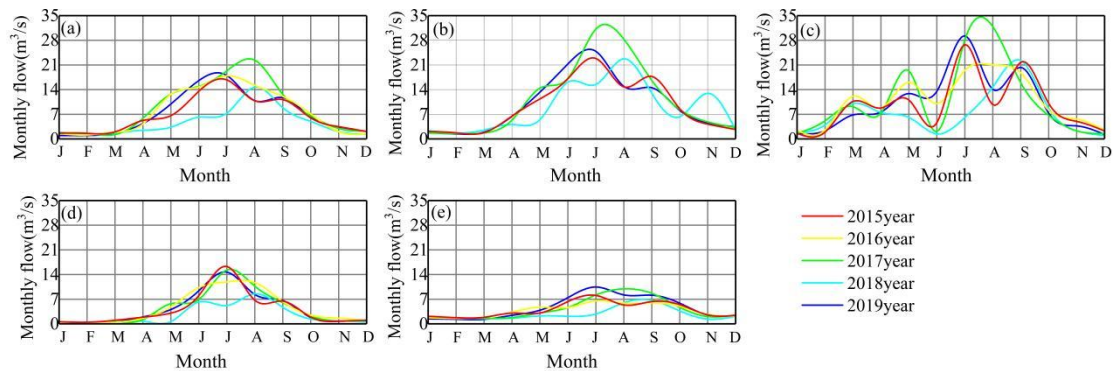 (a)
Monthly flow(m³/s)
35
28
21
14
7
0
J F M A M J J A S O N D
Month
(b)
Monthly flow(m³/s)
35
28
21
14
7
0
J F M A M J J A S O N D
Month
(c)
Monthly flow(m³/s)
35
28
21
14
7
0
J F M A M J J A S O N D
Month
(d)
Monthly flow(m³/s)
35
28
21
14
7
0
J F M A M J J A S O N D
Month
(e)
Monthly flow(m³/s)
35
28
21
14
7
0
J F M A M J J A S O N D
Month
2015year
2016year
2017year
2018year
2019year